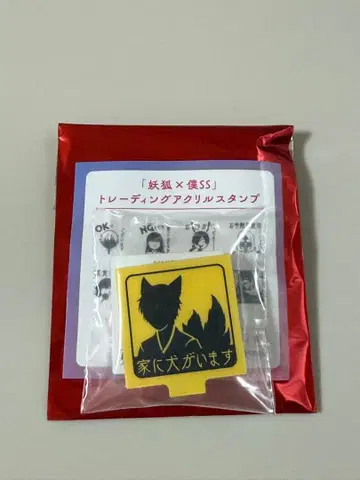 「妖狐×僕SS」
トレーディングアクリルスタンプ
OK
NG
家に犬がいます